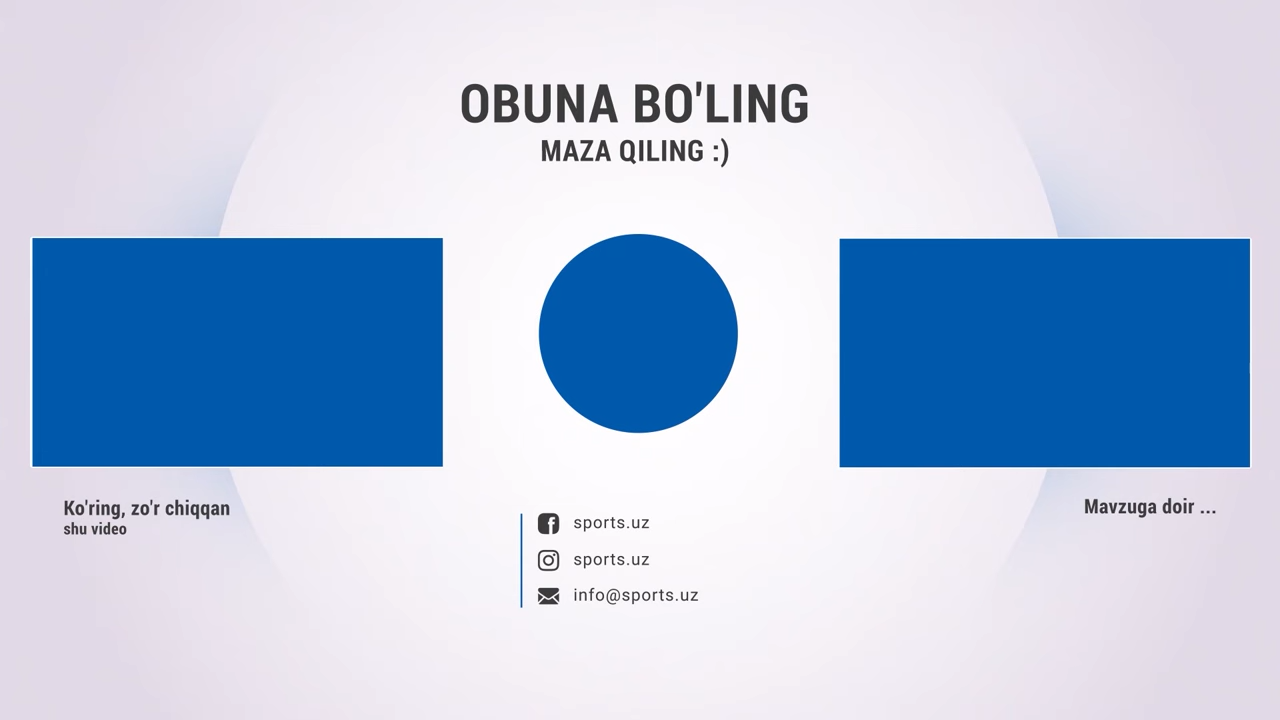 OBUNA BO'LING
MAZA QILING :)
Ko'ring, zo'r chiqqan
shu video
Mavzuga doir ...
sports.uz
sports.uz
info@sports.uz